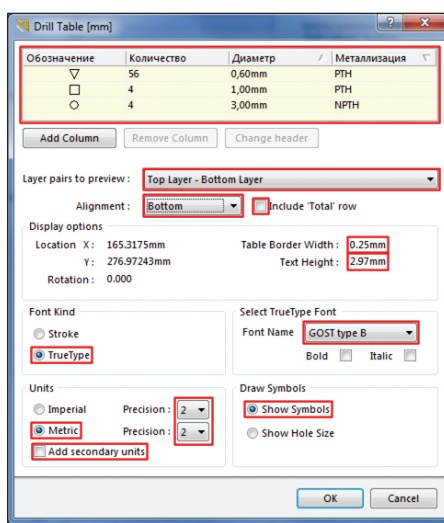 Drill Table [mm]
Обозначение Количество Диаметр Металлизация
56 0,60mm PTH
4 1,00mm PTH
4 3,00mm NPTH
Add Column Remove Column Change header
Layer pairs to preview : Top Layer - Bottom Layer
Alignment : Bottom Include 'Total' row
Display options
Location X : 165.3175mm Table Border Width : 0.25mm
Y : 276.97243mm Text Height : 2.97mm
Rotation : 0.000
Font Kind Select TrueType Font
Stroke Font Name GOST type B
TrueType Bold Italic
Units Draw Symbols
Imperial Precision : 2 Show Symbols
Metric Precision : 2 Show Hole Size
Add secondary units
OK Cancel